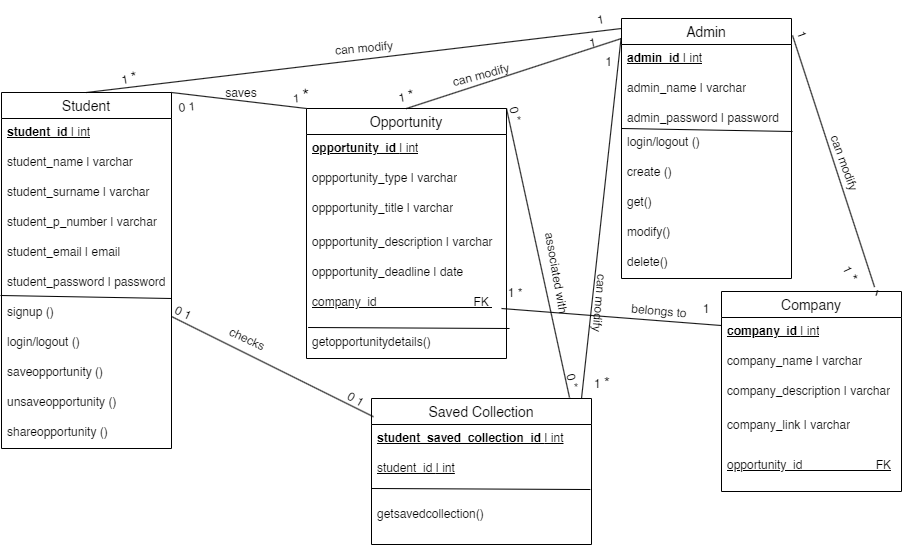 Admin
admin_id | int
admin_name | varchar
admin_password | password
login/logout ()
create ()
get()
modify()
delete()
1
can modify
1 *
1
can modify
1 *
1
can modify
1 *
1
can modify
1 *
Student
student_id | int
student_name | varchar
student_surname | varchar
student_p_number | varchar
student_email | email
student_password | password
signup ()
login/logout ()
saveopportunity ()
unsaveopportunity ()
shareopportunity ()
0 1
saves
1 *
Opportunity
opportunity_id | int
oppportunity_type | varchar
oppportunity_title | varchar
oppportunity_description | varchar
oppportunity_deadline | date
company_id FK
getopportunitydetails()
0 *
associated with
0 *
1 *
belongs to
1
Company
company_id | int
company_name | varchar
company_description | varchar
company_link | varchar
opportunity_id FK
0 1
checks
0 1
Saved Collection
student_saved_collection_id | int
student_id | int
getsavedcollection()